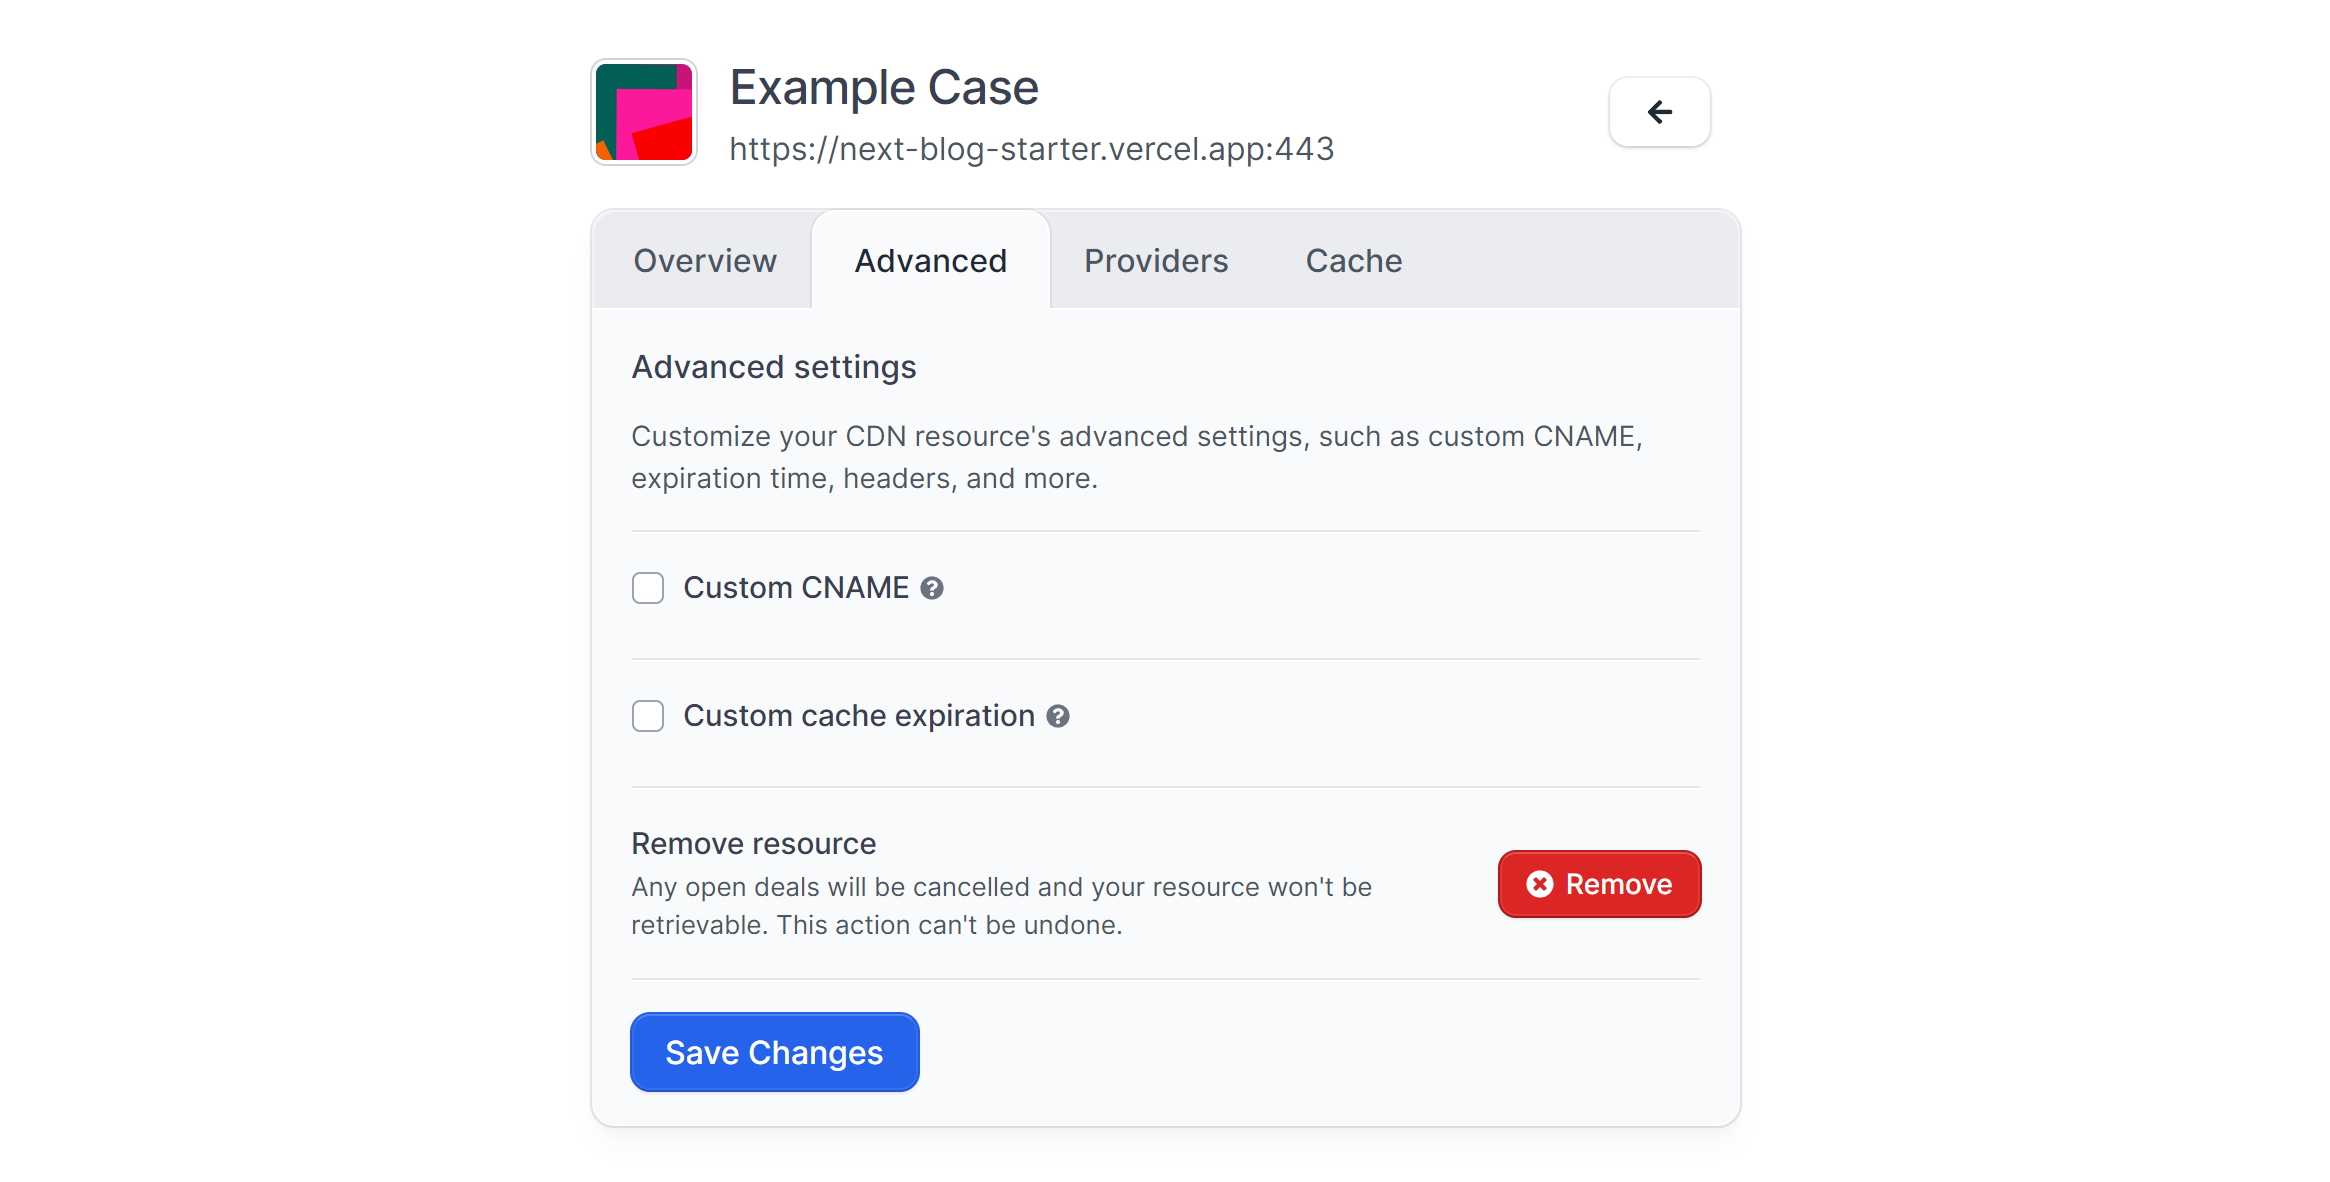 Example Case
https://next-blog-starter.vercel.app:443
Overview
Advanced
Providers
Cache
Advanced settings
Customize your CDN resource's advanced settings, such as custom CNAME,
expiration time, headers, and more.
Custom CNAME ?
Custom cache expiration ?
Remove resource
Any open deals will be cancelled and your resource won't be
retrievable. This action can't be undone.
Remove
Save Changes